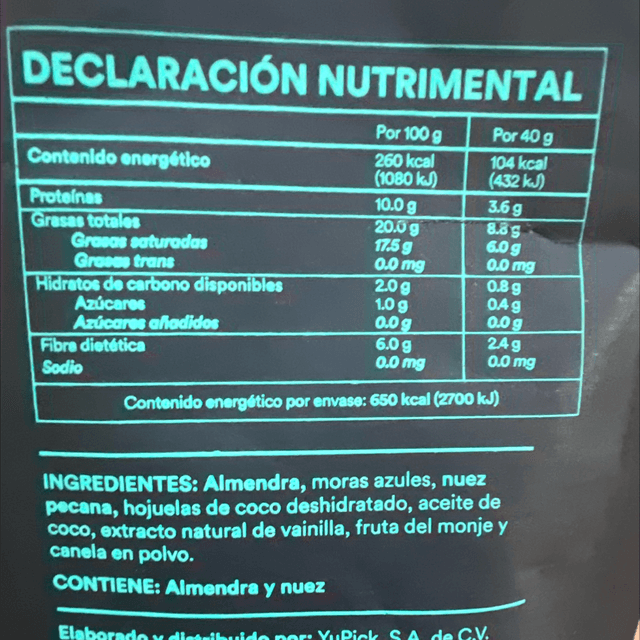 DECLARACIÓN NUTRIMENTAL
Por 100 g Por 40 g
Contenido energético 260 kcal (1080 kJ) 104 kcal (432 kJ)
Proteínas 10.0 g 3.6 g
Grasas totales 20.0 g 8.8 g
Grasas saturadas 17.5 g 6.0 g
Grasas trans 0.0 mg 0.0 mg
Hidratos de carbono disponibles 2.0 g 0.8 g
Azúcares 1.0 g 0.4 g
Azúcares añadidos 0.0 g 0.0 g
Fibra dietética 6.0 g 2.4 g
Sodio 0.0 mg 0.0 mg
Contenido energético por envase: 650 kcal (2700 kJ)
INGREDIENTES: Almendra, moras azules, nuez
pecana, hojuelas de coco deshidratado, aceite de
coco, extracto natural de vainilla, fruta del monje y
canela en polvo.
CONTIENE: Almendra y nuez
Elaborado y distribuido por: YuPick, S.A. de C.V.